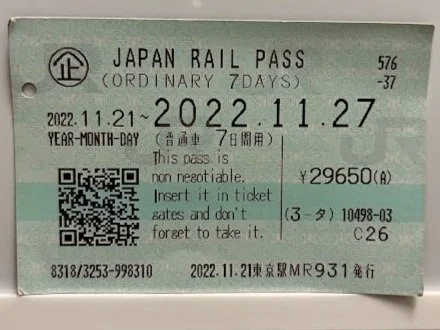 企 JAPAN RAIL PASS 576
(ORDINARY 7DAYS) -37
2022.11.21~2022.11.27
YEAR-MONTH-DAY (普通車 7日間用)
This pass is
non negotiable. ¥29650(A)
Insert it in ticket
gates and don't (3-タ) 10498-03
forget to take it. C26
8318/3253-998310 2022.11.21東京駅MR931発行